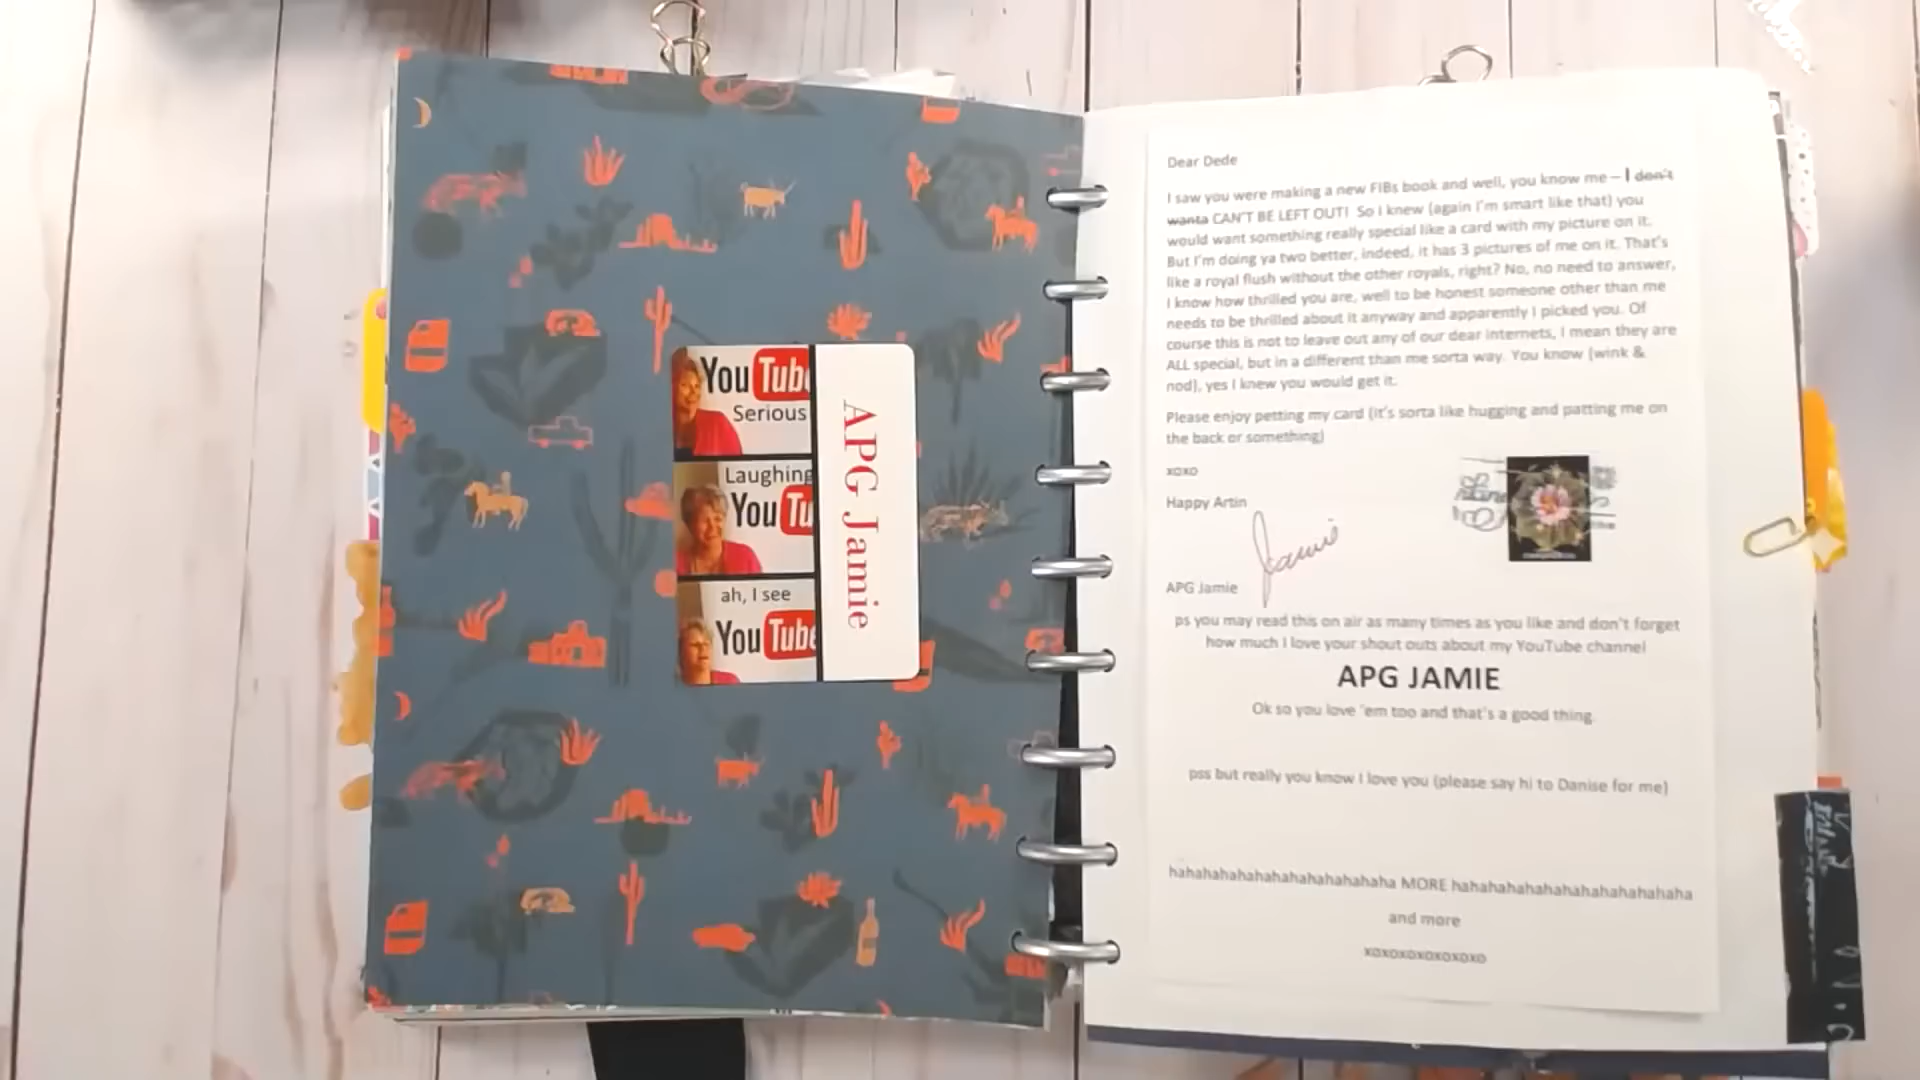 YouTube
Serious
Laughing
YouTu
ah, I see
YouTube
APG Jamie
Dear Dede
I saw you were making a new FIBs book and well, you know me – I don't
wanta CAN'T BE LEFT OUT! So I knew (again I'm smart like that) you
would want something really special like a card with my picture on it.
But I'm doing ya two better, indeed, it has 3 pictures of me on it. That's
like a royal flush without the other royals, right? No, no need to answer,
I know how thrilled you are, well to be honest someone other than me
needs to be thrilled about it anyway and apparently I picked you. Of
course this is not to leave out any of our dear internets, I mean they are
ALL special, but in a different than me sorta way. You know (wink &
nod), yes I knew you would get it.
Please enjoy petting my card (it's sorta like hugging and patting me on
the back or something)
xoxo
Happy Artin
Jamie
APG Jamie
ps you may read this on air as many times as you like and don't forget
how much I love your shout outs about my YouTube channel
APG JAMIE
Ok so you love 'em too and that's a good thing.
pss but really you know I love you (please say hi to Danise for me)
hahahahahahahahahahahahaha MORE hahahahahahahahahahahahahaha
and more
xoxoxoxoxoxoxo